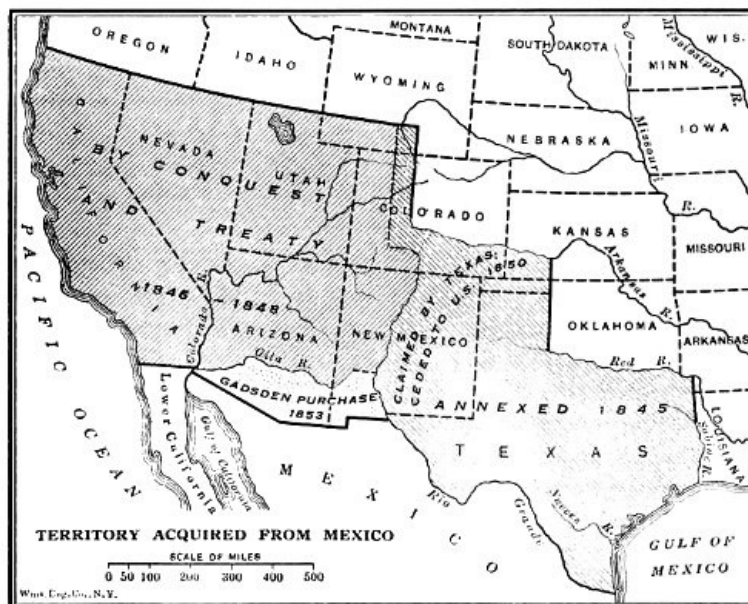 OREGON
IDAHO
MONTANA
WYOMING
SOUTH DAKOTA
MINN
WIS.
Mississippi
R.
IOWA
NEBRASKA
Missouri
R.
CALIFORNIA
NEVADA
UTAH
BY CONQUEST
AND TREATY
1846 - 1848
COLORADO
KANSAS
MISSOURI
CLAIMED BY TEXAS:
CEDED TO U.S. 1850
Arkansas
R.
Colorado R.
ARIZONA
NEW MEXICO
OKLAHOMA
ARKANSAS
Gila R.
Red R.
GADSDEN PURCHASE
1853
ANNEXED 1845
TEXAS
LOUISIANA
Sabine R.
PACIFIC OCEAN
Lower California
Gulf of California
MEXICO
Rio Grande
Nueces R.
GULF OF
MEXICO
TERRITORY ACQUIRED FROM MEXICO
SCALE OF MILES
0 50 100 200 300 400 500
Wms. Eng. Co., N.Y.